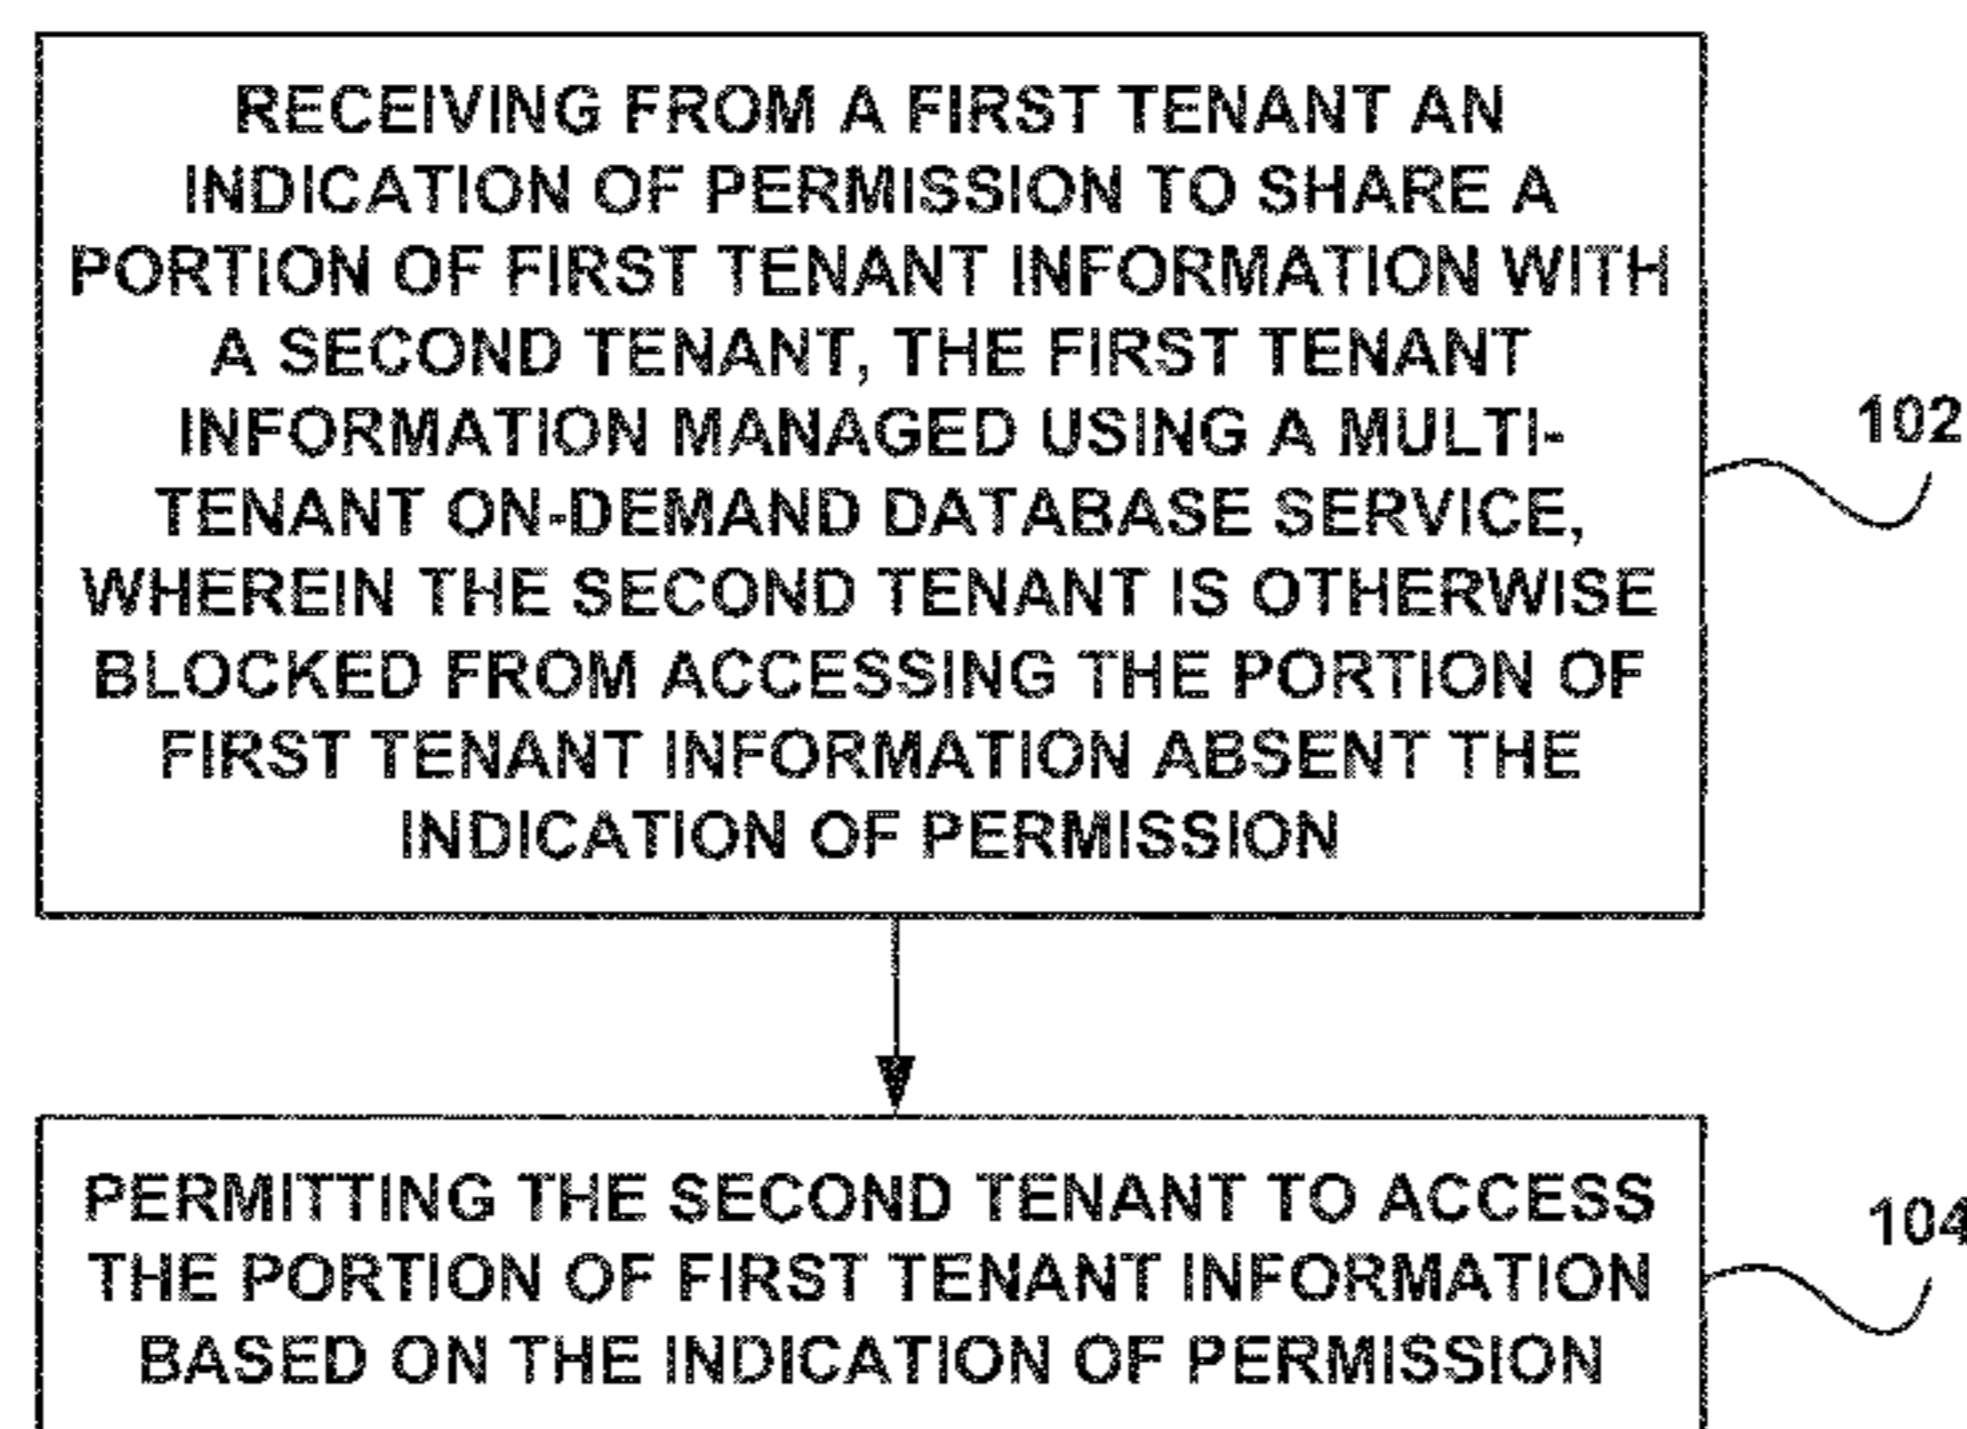 RECEIVING FROM A FIRST TENANT AN
INDICATION OF PERMISSION TO SHARE A
PORTION OF FIRST TENANT INFORMATION WITH
A SECOND TENANT, THE FIRST TENANT
INFORMATION MANAGED USING A MULTI-
TENANT ON-DEMAND DATABASE SERVICE,
WHEREIN THE SECOND TENANT IS OTHERWISE
BLOCKED FROM ACCESSING THE PORTION OF
FIRST TENANT INFORMATION ABSENT THE
INDICATION OF PERMISSION
102
PERMITTING THE SECOND TENANT TO ACCESS
THE PORTION OF FIRST TENANT INFORMATION
BASED ON THE INDICATION OF PERMISSION
104